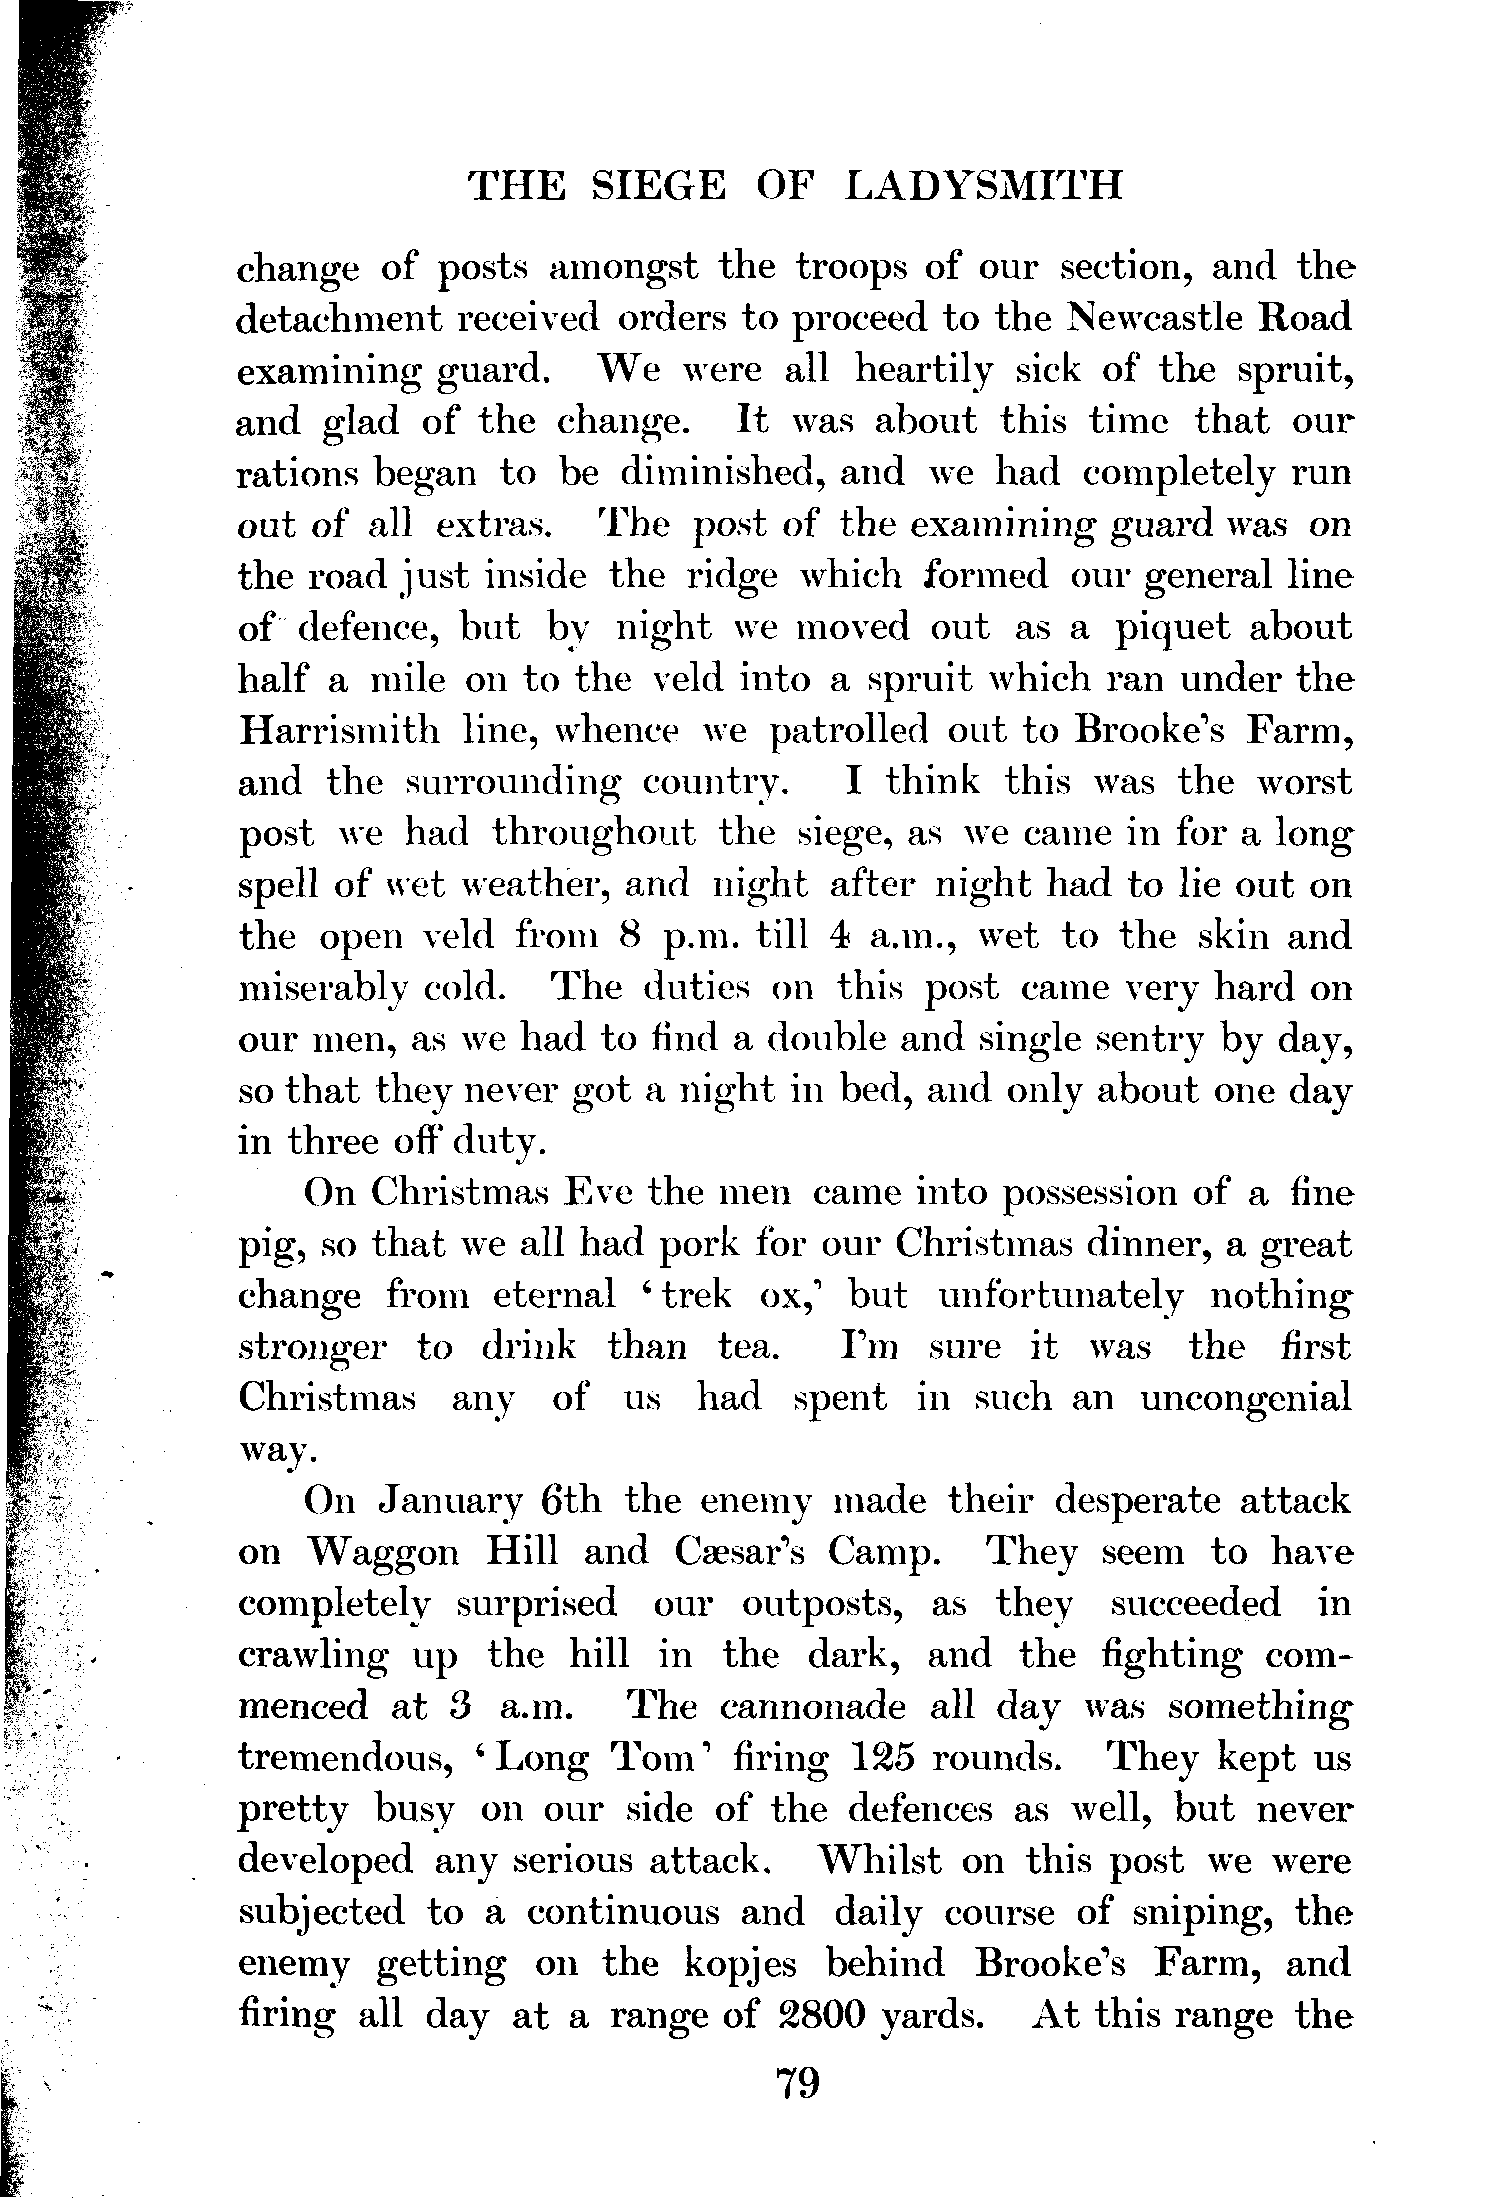 THE SIEGE OF LADYSMITH
change of posts amongst the troops of our section, and the
detachment received orders to proceed to the Newcastle Road
examining guard. We were all heartily sick of the spruit,
and glad of the change. It was about this time that our
rations began to be diminished, and we had completely run
out of all extras. The post of the examining guard was on
the road just inside the ridge which formed our general line
of defence, but by night we moved out as a piquet about
half a mile on to the veld into a spruit which ran under the
Harrismith line, whence we patrolled out to Brooke's Farm,
and the surrounding country. I think this was the worst
post we had throughout the siege, as we came in for a long
spell of wet weather, and night after night had to lie out on
the open veld from 8 p.m. till 4 a.m., wet to the skin and
miserably cold. The duties on this post came very hard on
our men, as we had to find a double and single sentry by day,
so that they never got a night in bed, and only about one day
in three off duty.
On Christmas Eve the men came into possession of a fine
pig, so that we all had pork for our Christmas dinner, a great
change from eternal ‘trek ox,’ but unfortunately nothing
stronger to drink than tea. I'm sure it was the first
Christmas any of us had spent in such an uncongenial
way.
On January 6th the enemy made their desperate attack
on Waggon Hill and Cæsar's Camp. They seem to have
completely surprised our outposts, as they succeeded in
crawling up the hill in the dark, and the fighting com-
menced at 3 a.m. The cannonade all day was something
tremendous, ‘Long Tom’ firing 125 rounds. They kept us
pretty busy on our side of the defences as well, but never
developed any serious attack. Whilst on this post we were
subjected to a continuous and daily course of sniping, the
enemy getting on the kopjes behind Brooke's Farm, and
firing all day at a range of 2800 yards. At this range the
79